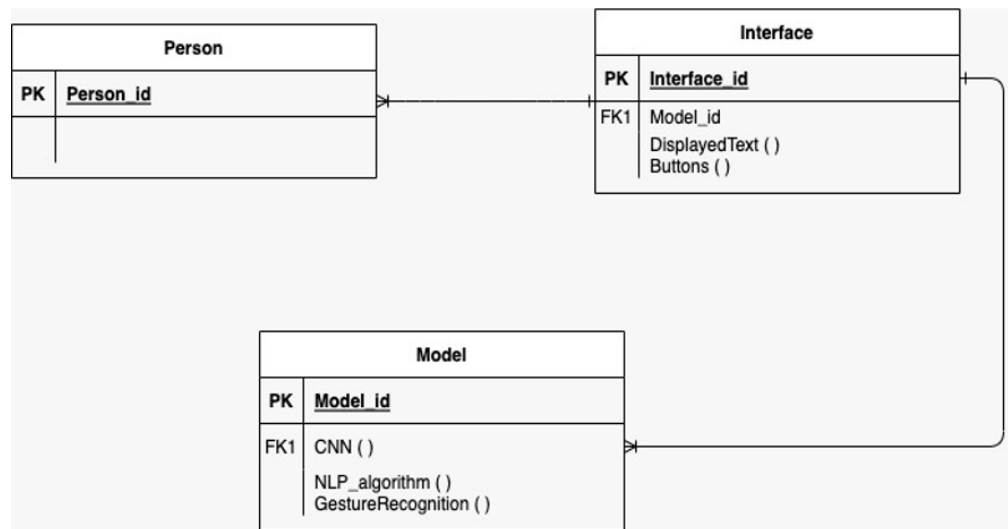 Person
PK Person_id
Interface
PK Interface_id
FK1 Model_id
DisplayedText ( )
Buttons ( )
Model
PK Model_id
FK1 CNN ( )
NLP_algorithm ( )
GestureRecognition ( )